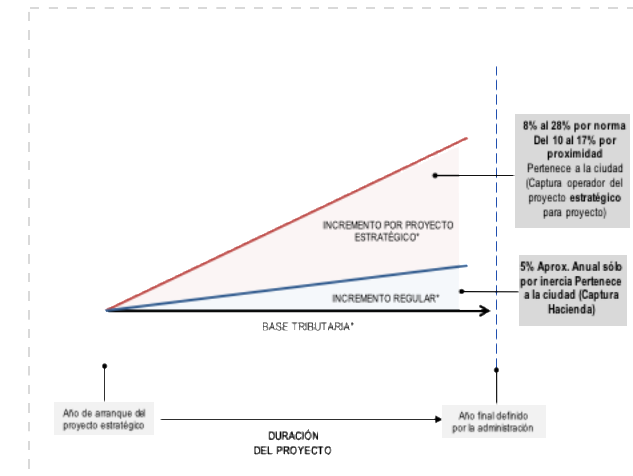 8% al 28% por norma
Del 10 al 17% por
proximidad
Pertenece a la ciudad
(Captura operador del
proyecto estratégico
para proyecto)
INCREMENTO POR PROYECTO
ESTRATÉGICO*
5% Aprox. Anual sólo
por inercia Pertenece
a la ciudad (Captura
Hacienda)
INCREMENTO REGULAR*
BASE TRIBUTARIA*
Año de arranque del
proyecto estratégico
Año final definido
por la administración
DURACIÓN
DEL PROYECTO